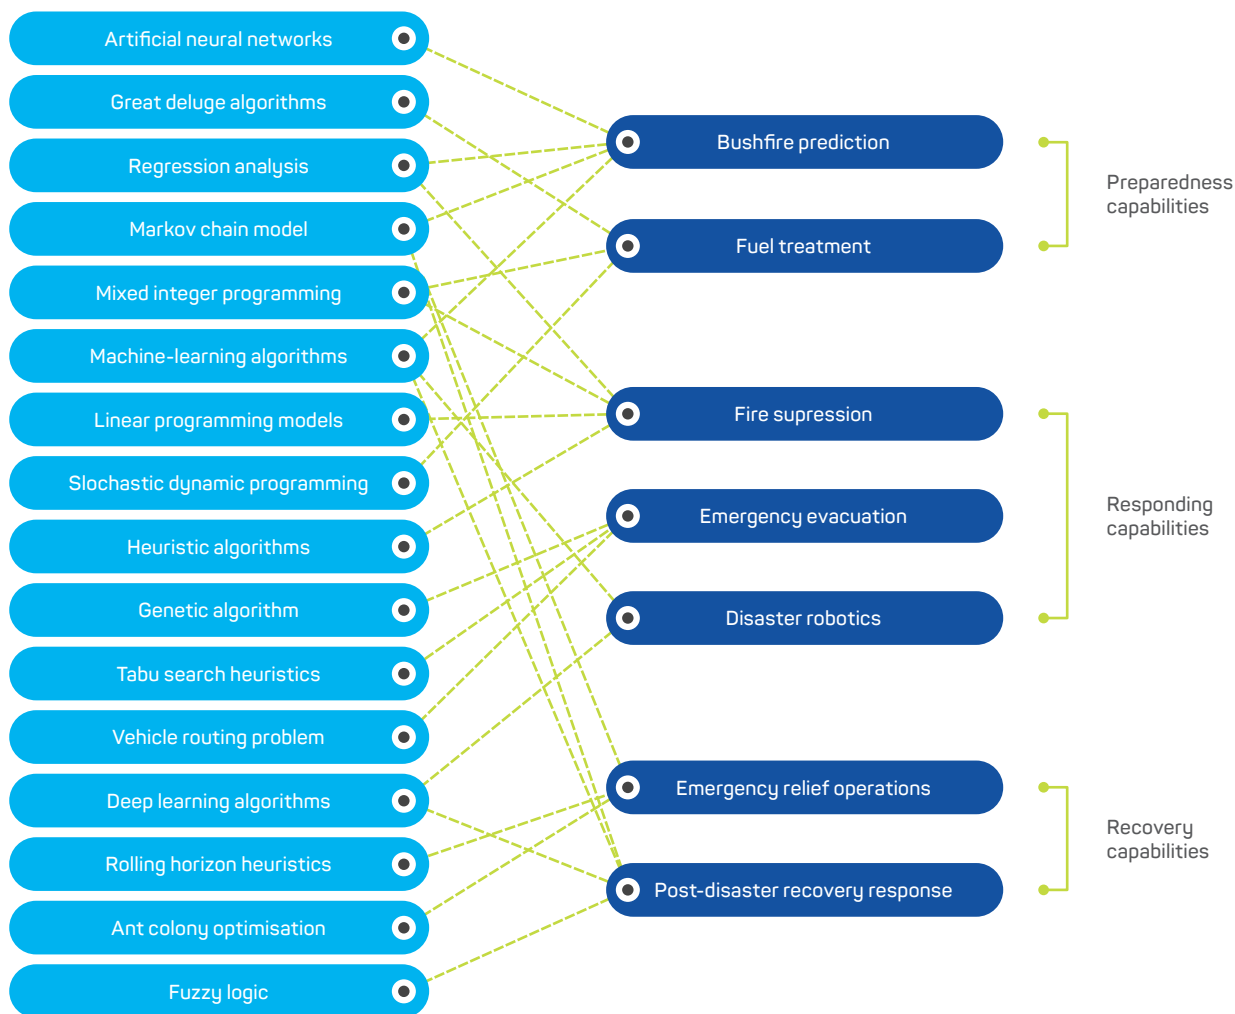 Artificial neural networks
Great deluge algorithms
Regression analysis
Markov chain model
Mixed integer programming
Machine-learning algorithms
Linear programming models
Slochastic dynamic programming
Heuristic algorithms
Genetic algorithm
Tabu search heuristics
Vehicle routing problem
Deep learning algorithms
Rolling horizon heuristics
Ant colony optimisation
Fuzzy logic
Bushfire prediction
Fuel treatment
Fire supression
Emergency evacuation
Disaster robotics
Emergency relief operations
Post-disaster recovery response
Preparedness
capabilities
Responding
capabilities
Recovery
capabilities